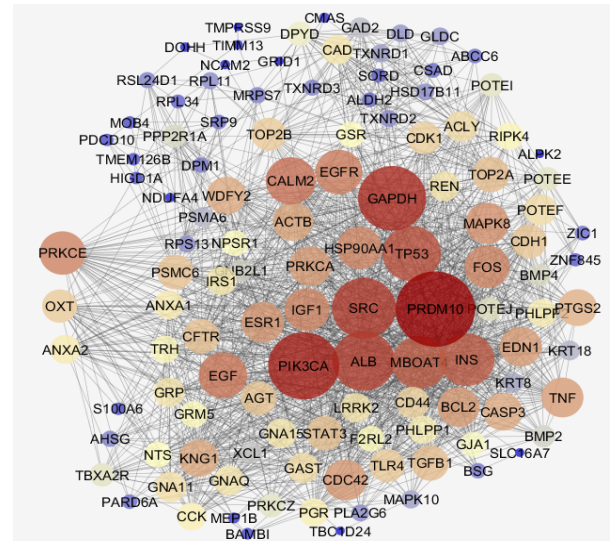 CMAS
TMPRSS9
DPYD
GAD2
DLD
GLDC
DOHH
TIMM13
CAD
TXNRD1
ABCC6
NCAM2
GRID1
SORD
CSAD
RSL24D1
RPL11
MRPS7
TXNRD3
ALDH2
HSD17B11
POTEI
RPL34
TXNRD2
MOB4
SRP9
PDCD10
PPP2R1A
TOP2B
GSR
CDK1
ACLY
RIPK4
TMEM126B
DPM1
ALPK2
HIGD1A
CALM2
EGFR
TOP2A
POTEE
NDUFA4
WDFY2
GAPDH
REN
PSMA6
ACTB
MAPK8
POTEF
ZIC1
RPS13
NPSR1
HSP90AA1
TP53
CDH1
PRKCE
ZNF845
PSMC6
PRKCA
FOS
BMP4
IRS1
ANXA1
OXT
IGF1
SRC
PRDM10
POTEJ
PHLPP
PTGS2
ESR1
CFTR
EDN1
ANXA2
TRH
KRT18
PIK3CA
ALB
MBOAT4
INS
EGF
KRT8
GRP
AGT
TNF
S100A6
GRM5
LRRK2
CD44
BCL2
CASP3
AHSG
GNA15
STAT3
F2RL2
PHLPP1
BMP2
NTS
KNG1
XCL1
GJA1
SLC16A7
TBXA2R
GAST
TLR4
TGFB1
BSG
GNA11
GNAQ
CDC42
PARD6A
PRKCZ
MAPK10
CCK
MEP1B
PGR
PLA2G6
BAMBI
TBC1D24